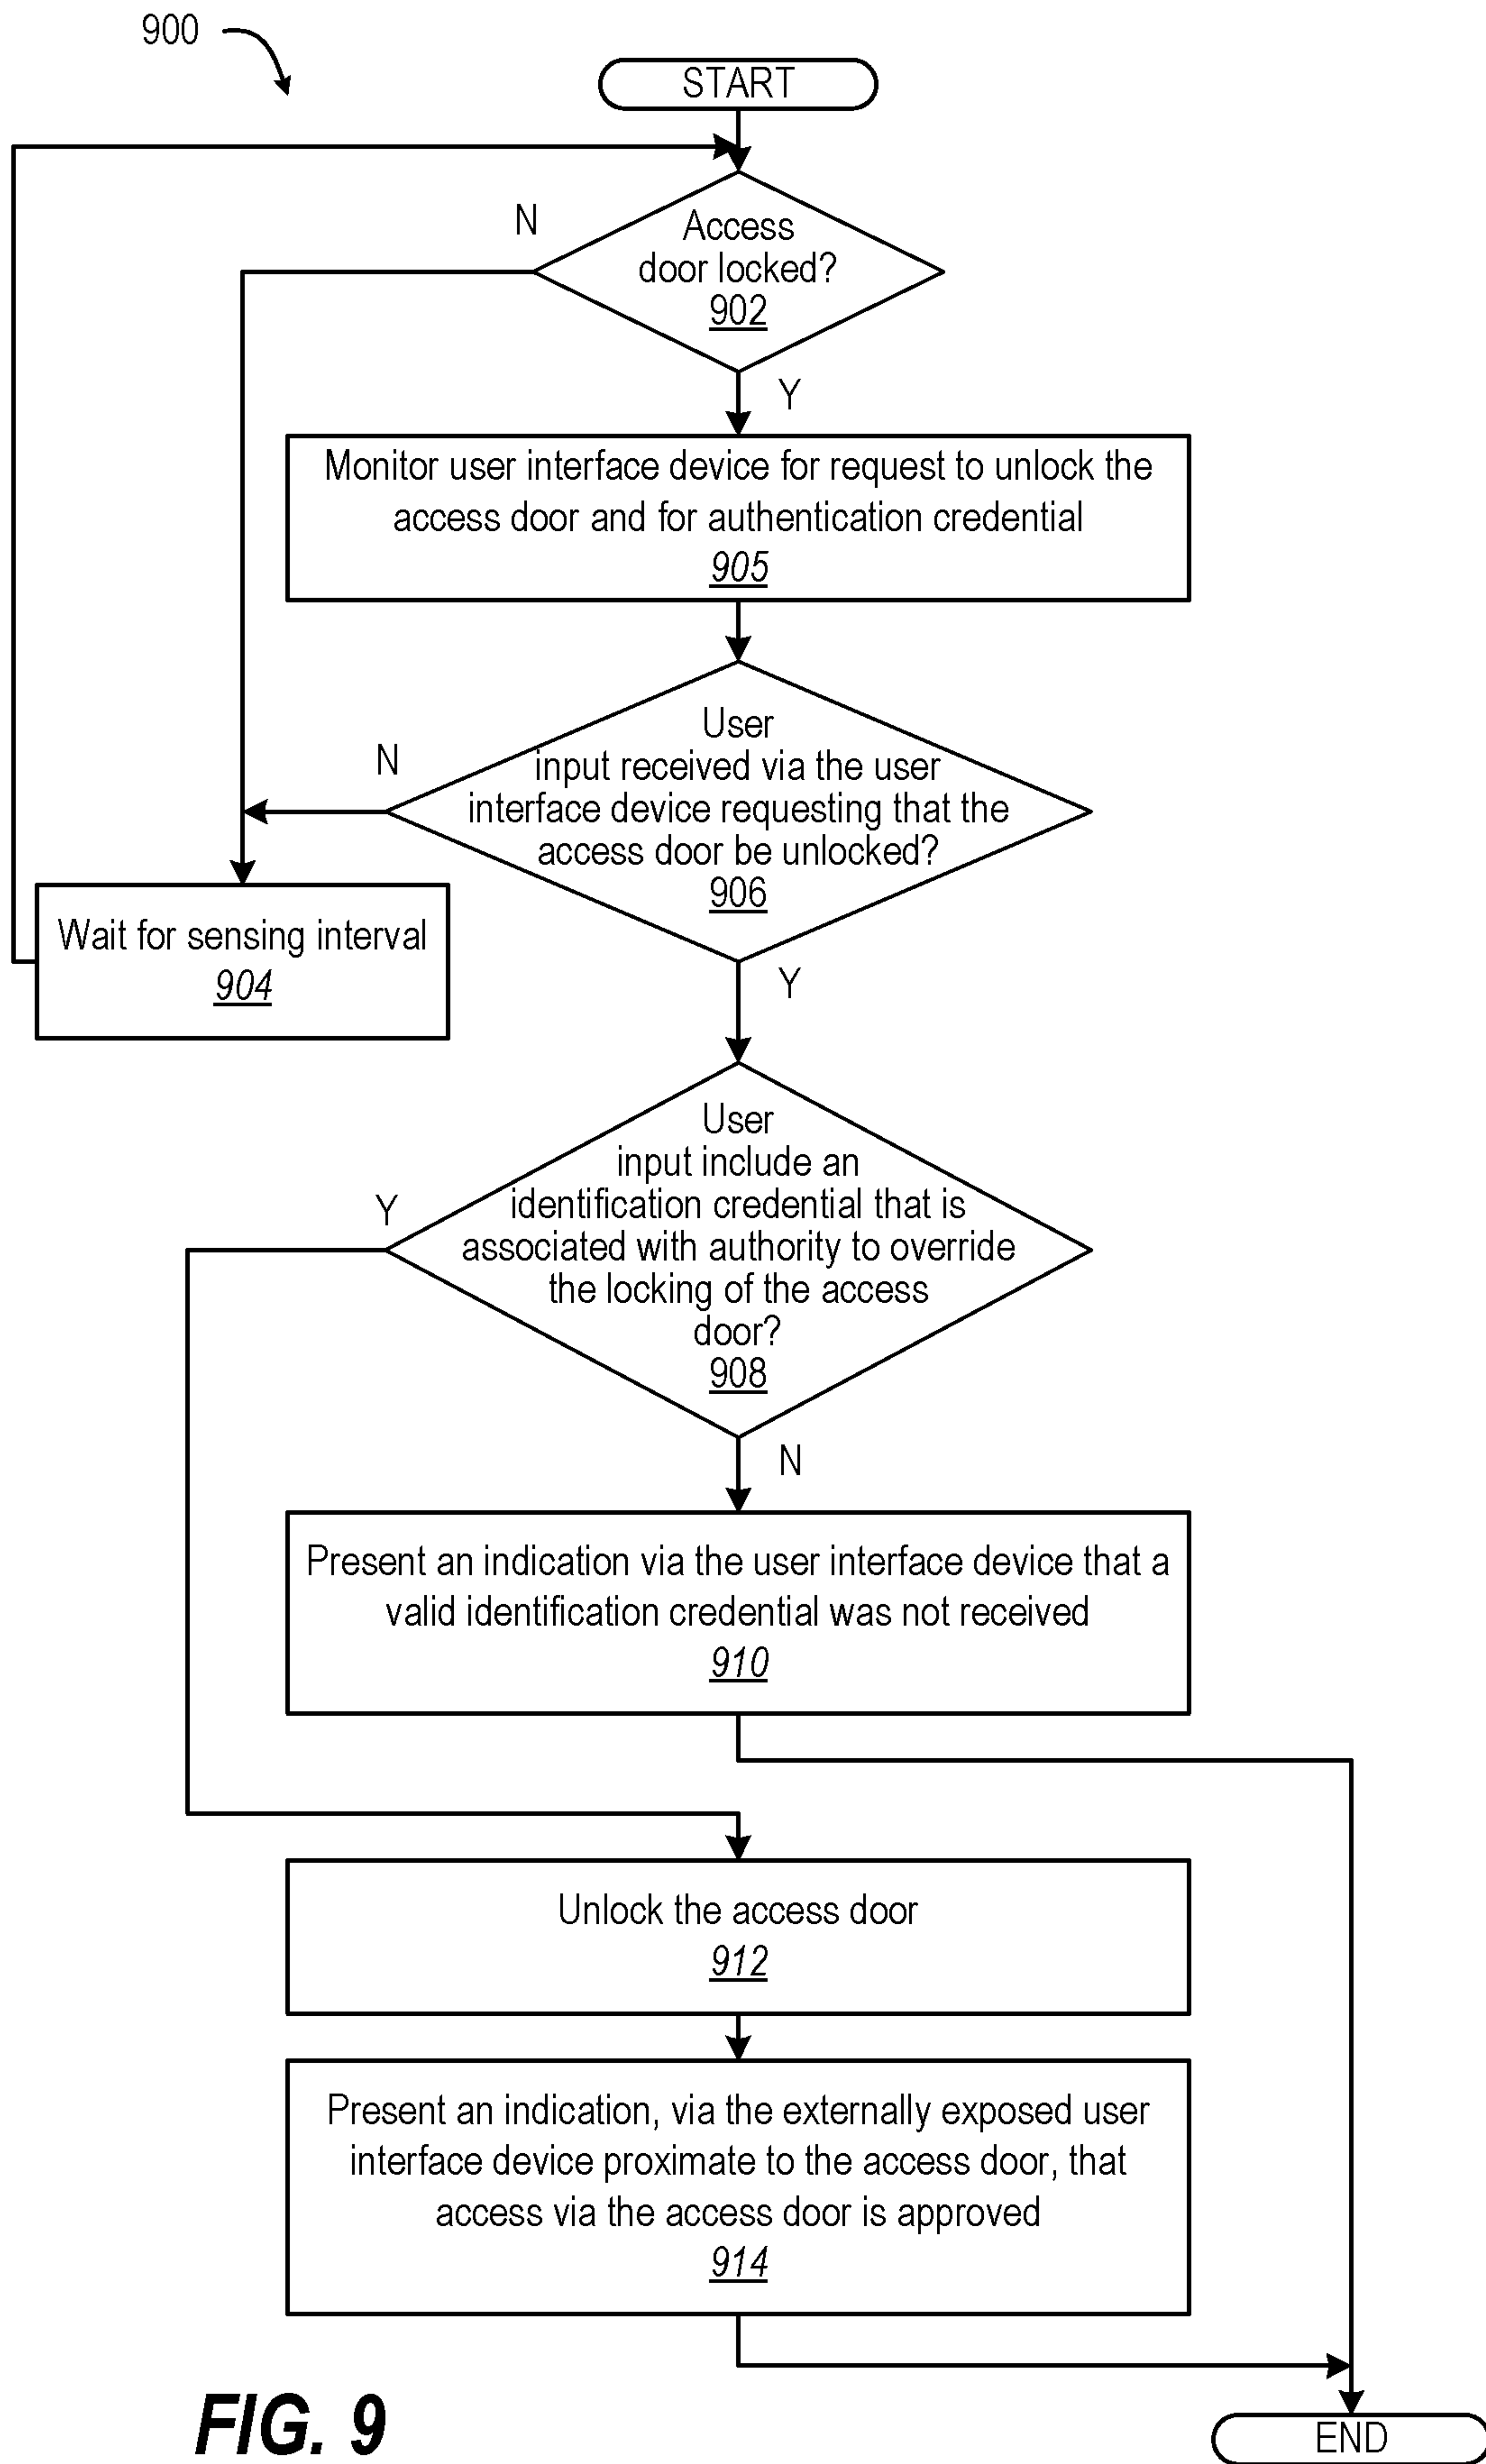 900
START
N
Access
door locked?
902
Y
Monitor user interface device for request to unlock the
access door and for authentication credential
905
User
input received via the user
interface device requesting that the
access door be unlocked?
906
N
Wait for sensing interval
904
Y
User
input include an
identification credential that is
associated with authority to override
the locking of the access
door?
908
Y
N
Present an indication via the user interface device that a
valid identification credential was not received
910
Unlock the access door
912
Present an indication, via the externally exposed user
interface device proximate to the access door, that
access via the access door is approved
914
FIG. 9
END